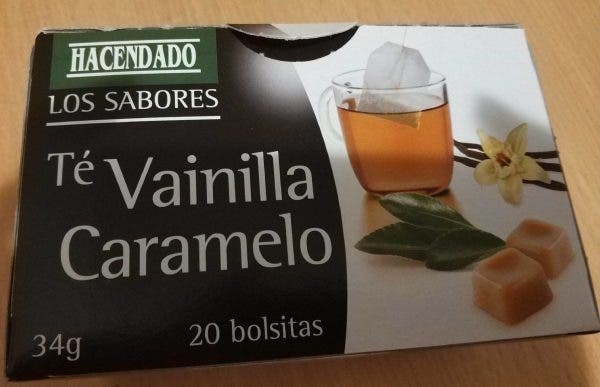 HACENDADO
LOS SABORES
Té Vainilla
Caramelo
34g
20 bolsitas